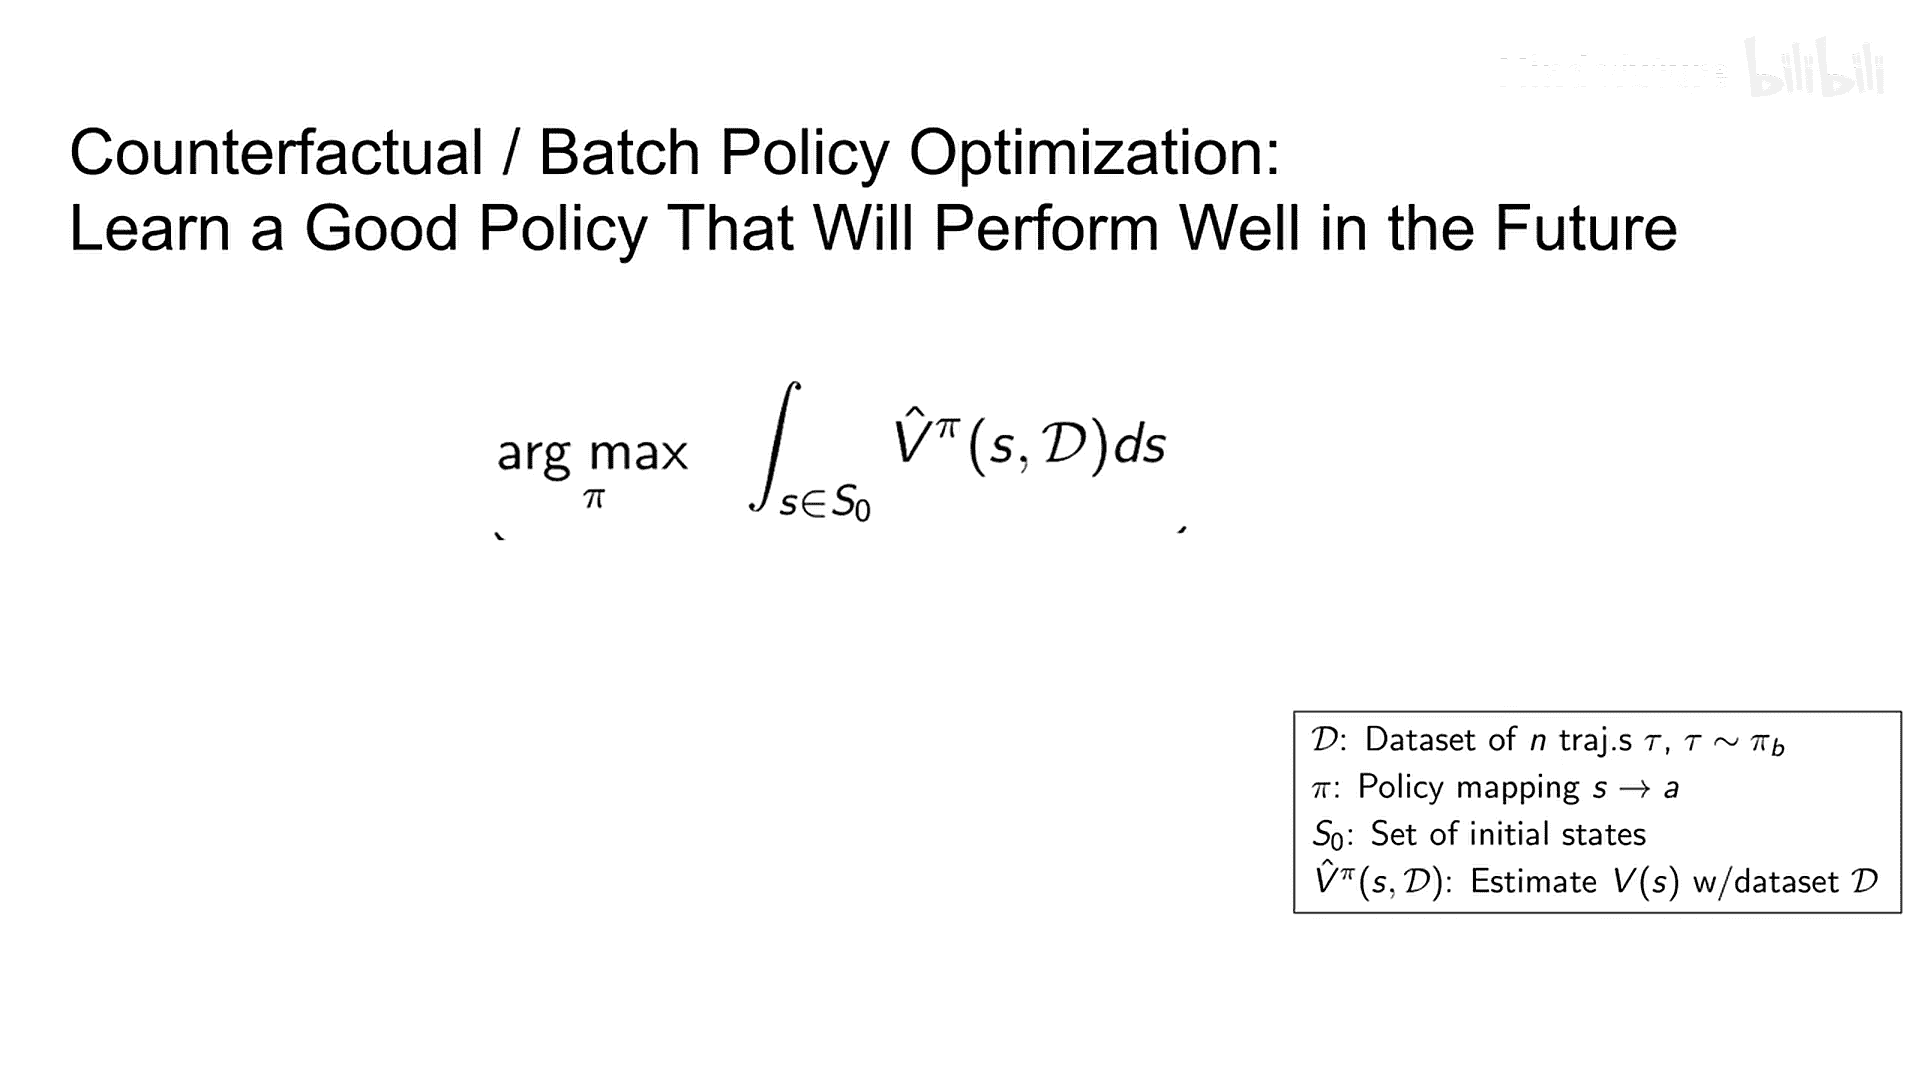 bilibili
Counterfactual / Batch Policy Optimization:
Learn a Good Policy That Will Perform Well in the Future
arg max_π ∫_{s∈S₀} V̂^π(s, 𝒟)ds
𝒟: Dataset of n traj.s τ, τ ∼ π_b
π: Policy mapping s → a
S₀: Set of initial states
V̂^π(s, 𝒟): Estimate V(s) w/dataset 𝒟